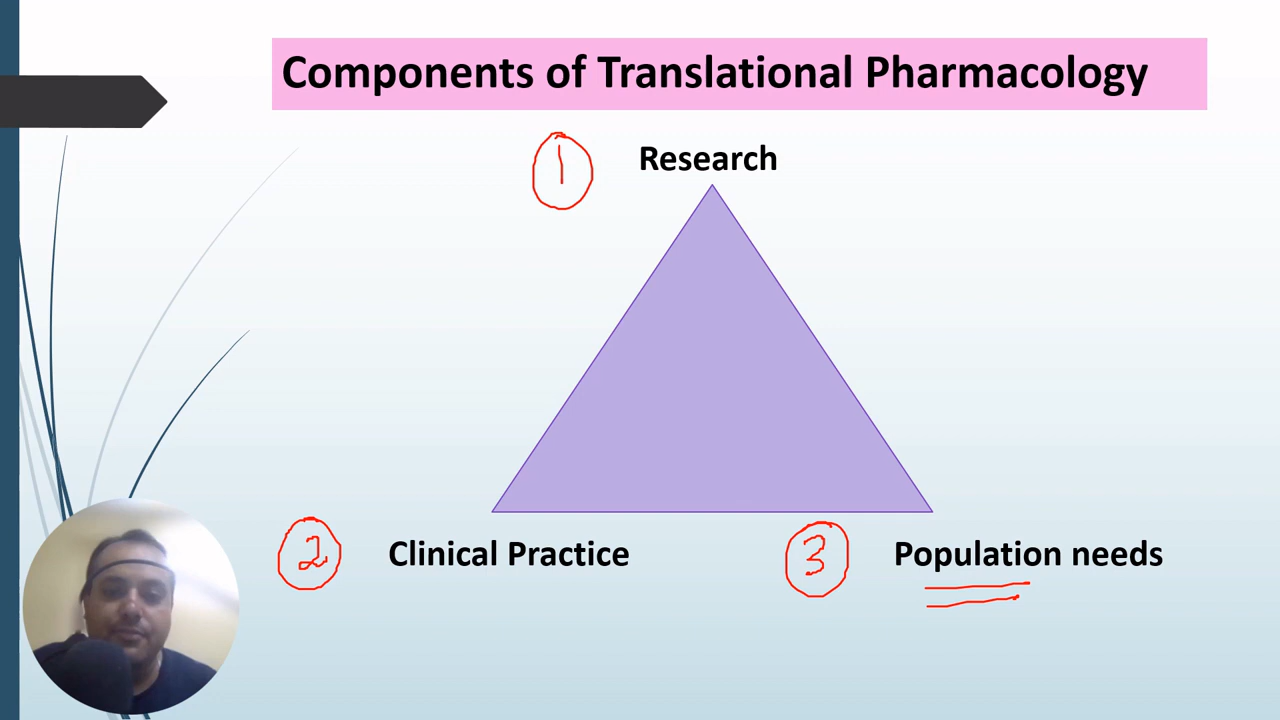 Components of Translational Pharmacology
1 Research
2 Clinical Practice
3 Population needs